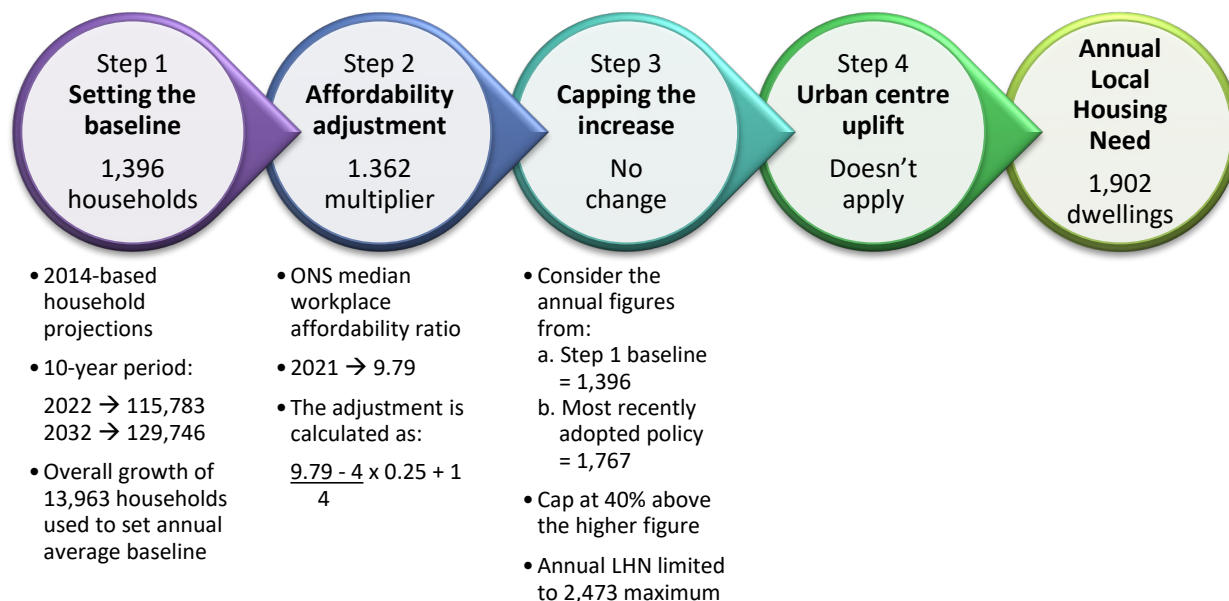 Step 1
Setting the
baseline
1,396
households
Step 2
Affordability
adjustment
1.362
multiplier
Step 3
Capping the
increase
No
change
Step 4
Urban centre
uplift
Doesn't
apply
Annual
Local
Housing
Need
1,902
dwellings
• 2014-based
household
projections
• 10-year period:
2022 → 115,783
2032 → 129,746
• Overall growth of
13,963 households
used to set annual
average baseline
• ONS median
workplace
affordability ratio
• 2021 → 9.79
• The adjustment is
calculated as:
9.79 - 4 x 0.25 + 1
4
• Consider the
annual figures
from:
a. Step 1 baseline
= 1,396
b. Most recently
adopted policy
= 1,767
• Cap at 40% above
the higher figure
• Annual LHN limited
to 2,473 maximum